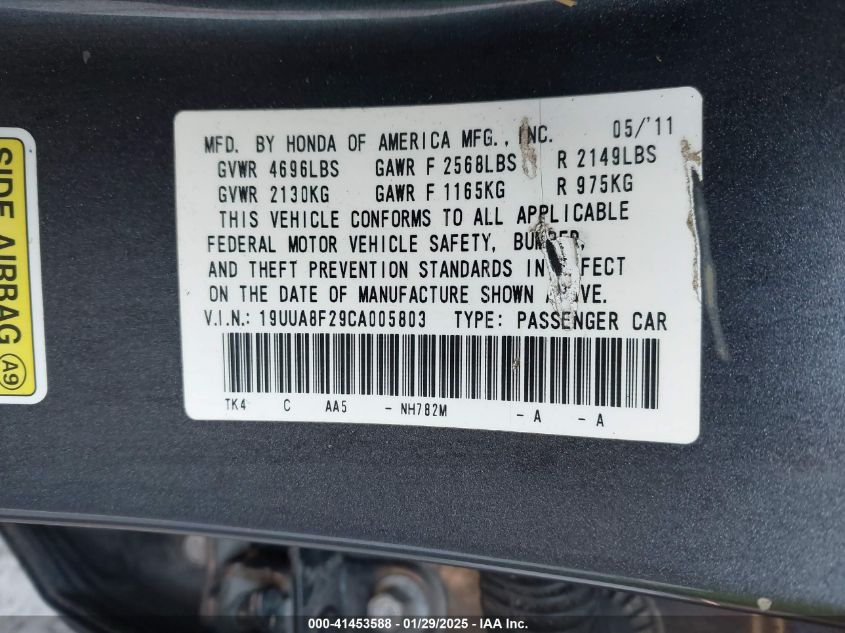 SIDE AIRBAG A9
MFD. BY HONDA OF AMERICA MFG., INC. 05/'11
GVWR 4696LBS GAWR F 2568LBS R 2149LBS
GVWR 2130KG GAWR F 1165KG R 975KG
THIS VEHICLE CONFORMS TO ALL APPLICABLE
FEDERAL MOTOR VEHICLE SAFETY, BUMPER,
AND THEFT PREVENTION STANDARDS IN EFFECT
ON THE DATE OF MANUFACTURE SHOWN ABOVE.
V.I.N.: 19UUA8F29CA005803 TYPE: PASSENGER CAR
TK4 C AA5 - NH782M - A - A
000-41453588 - 01/29/2025 - IAA Inc.